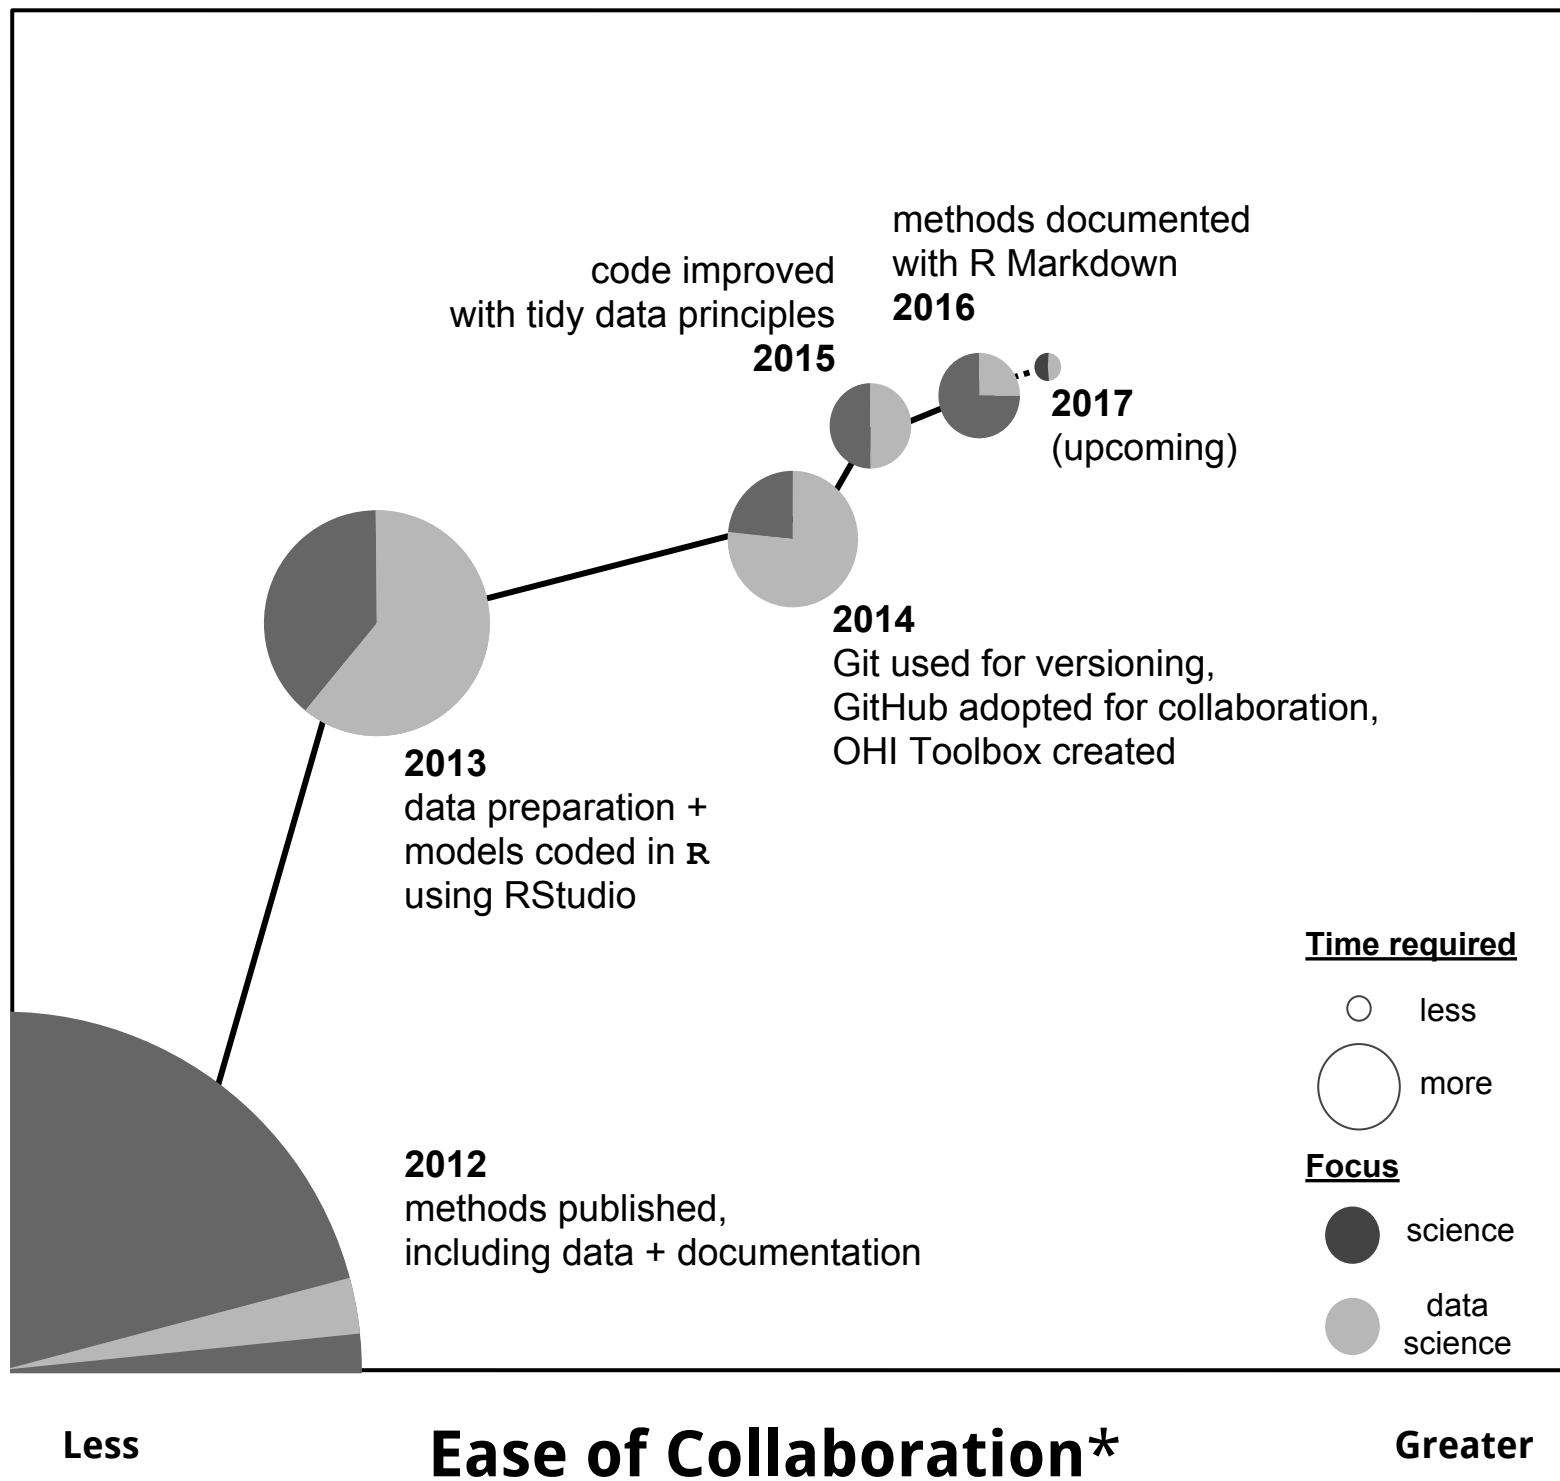 methods documented
with R Markdown
2016
code improved
with tidy data principles
2015
2017
(upcoming)
2014
Git used for versioning,
GitHub adopted for collaboration,
OHI Toolbox created
2013
data preparation +
models coded in R
using RStudio
2012
methods published,
including data + documentation
Time required
less
more
Focus
science
data
science
Less
Ease of Collaboration*
Greater